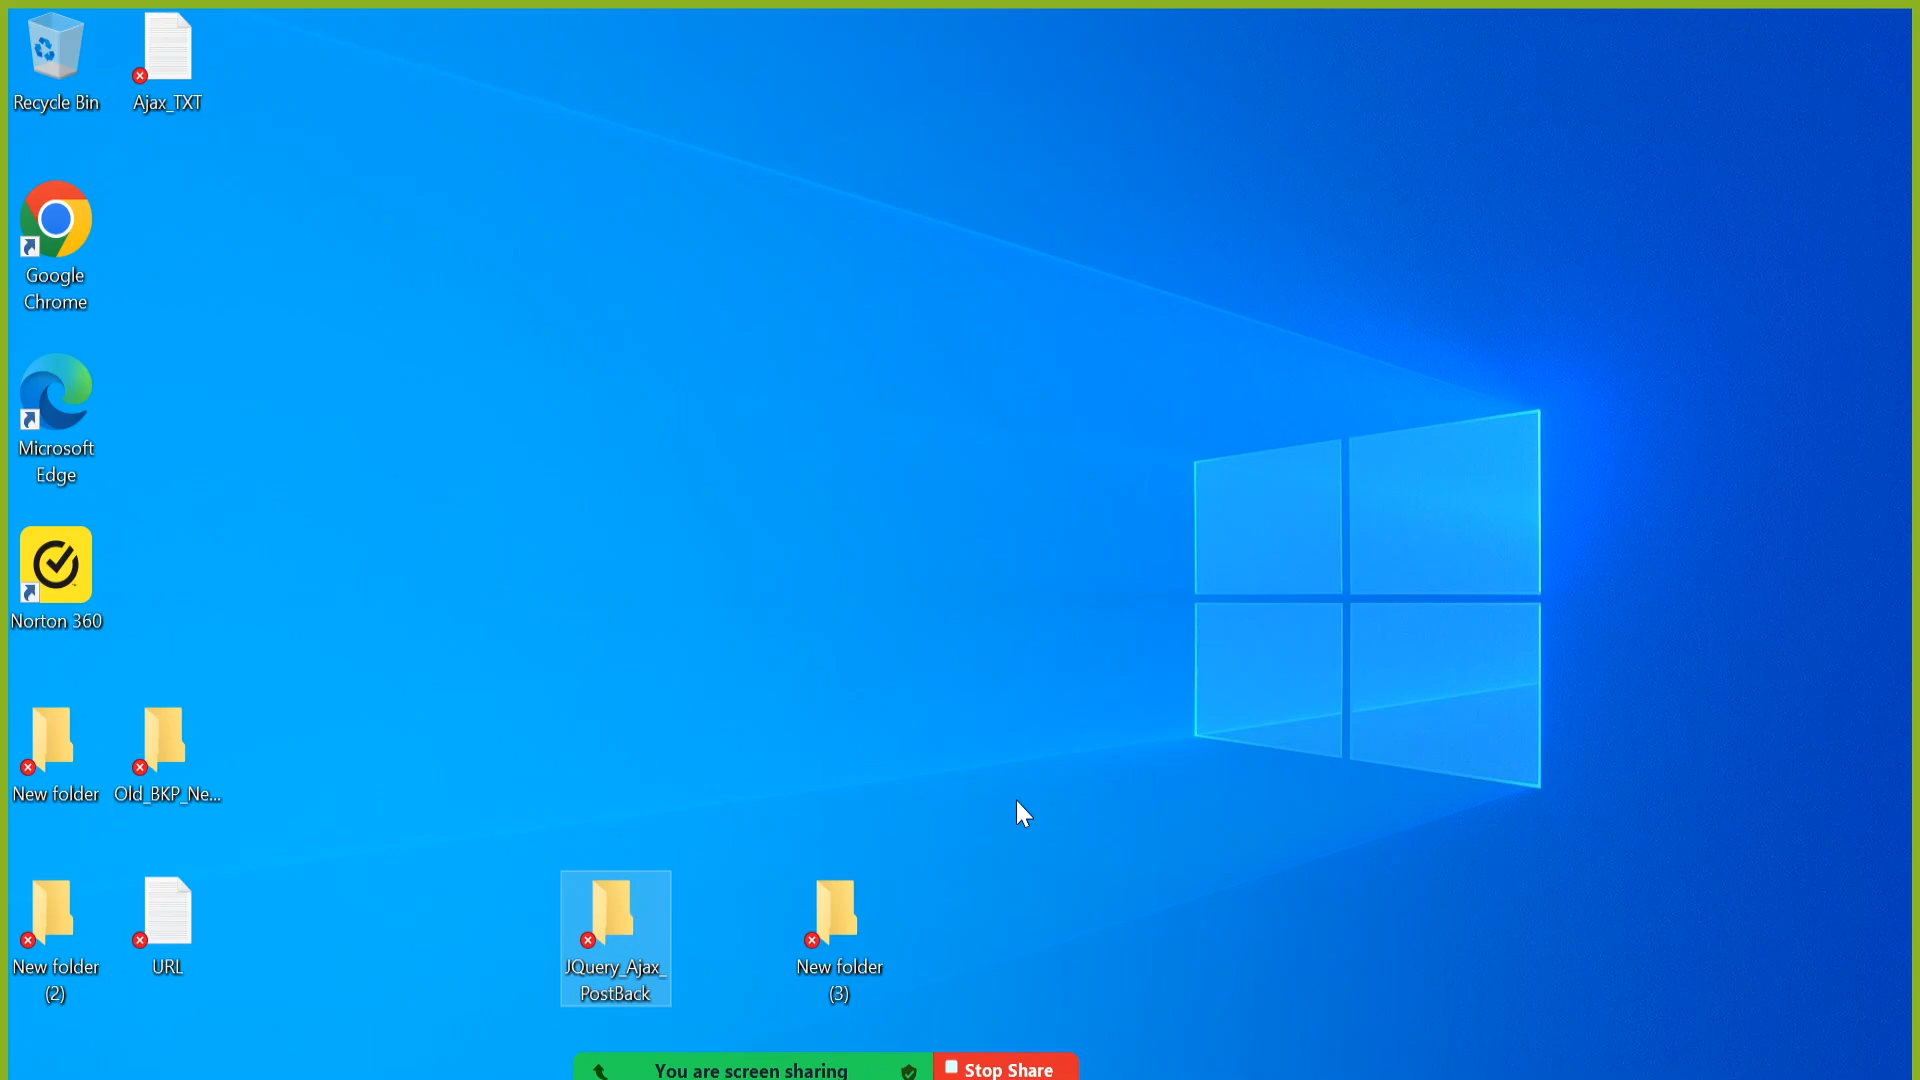 Recycle Bin
Ajax_TXT
Google
Chrome
Microsoft
Edge
Norton 360
New folder
Old_BKP_Ne...
New folder
(2)
URL
JQuery_Ajax_
PostBack
New folder
(3)
You are screen sharing
Stop Share